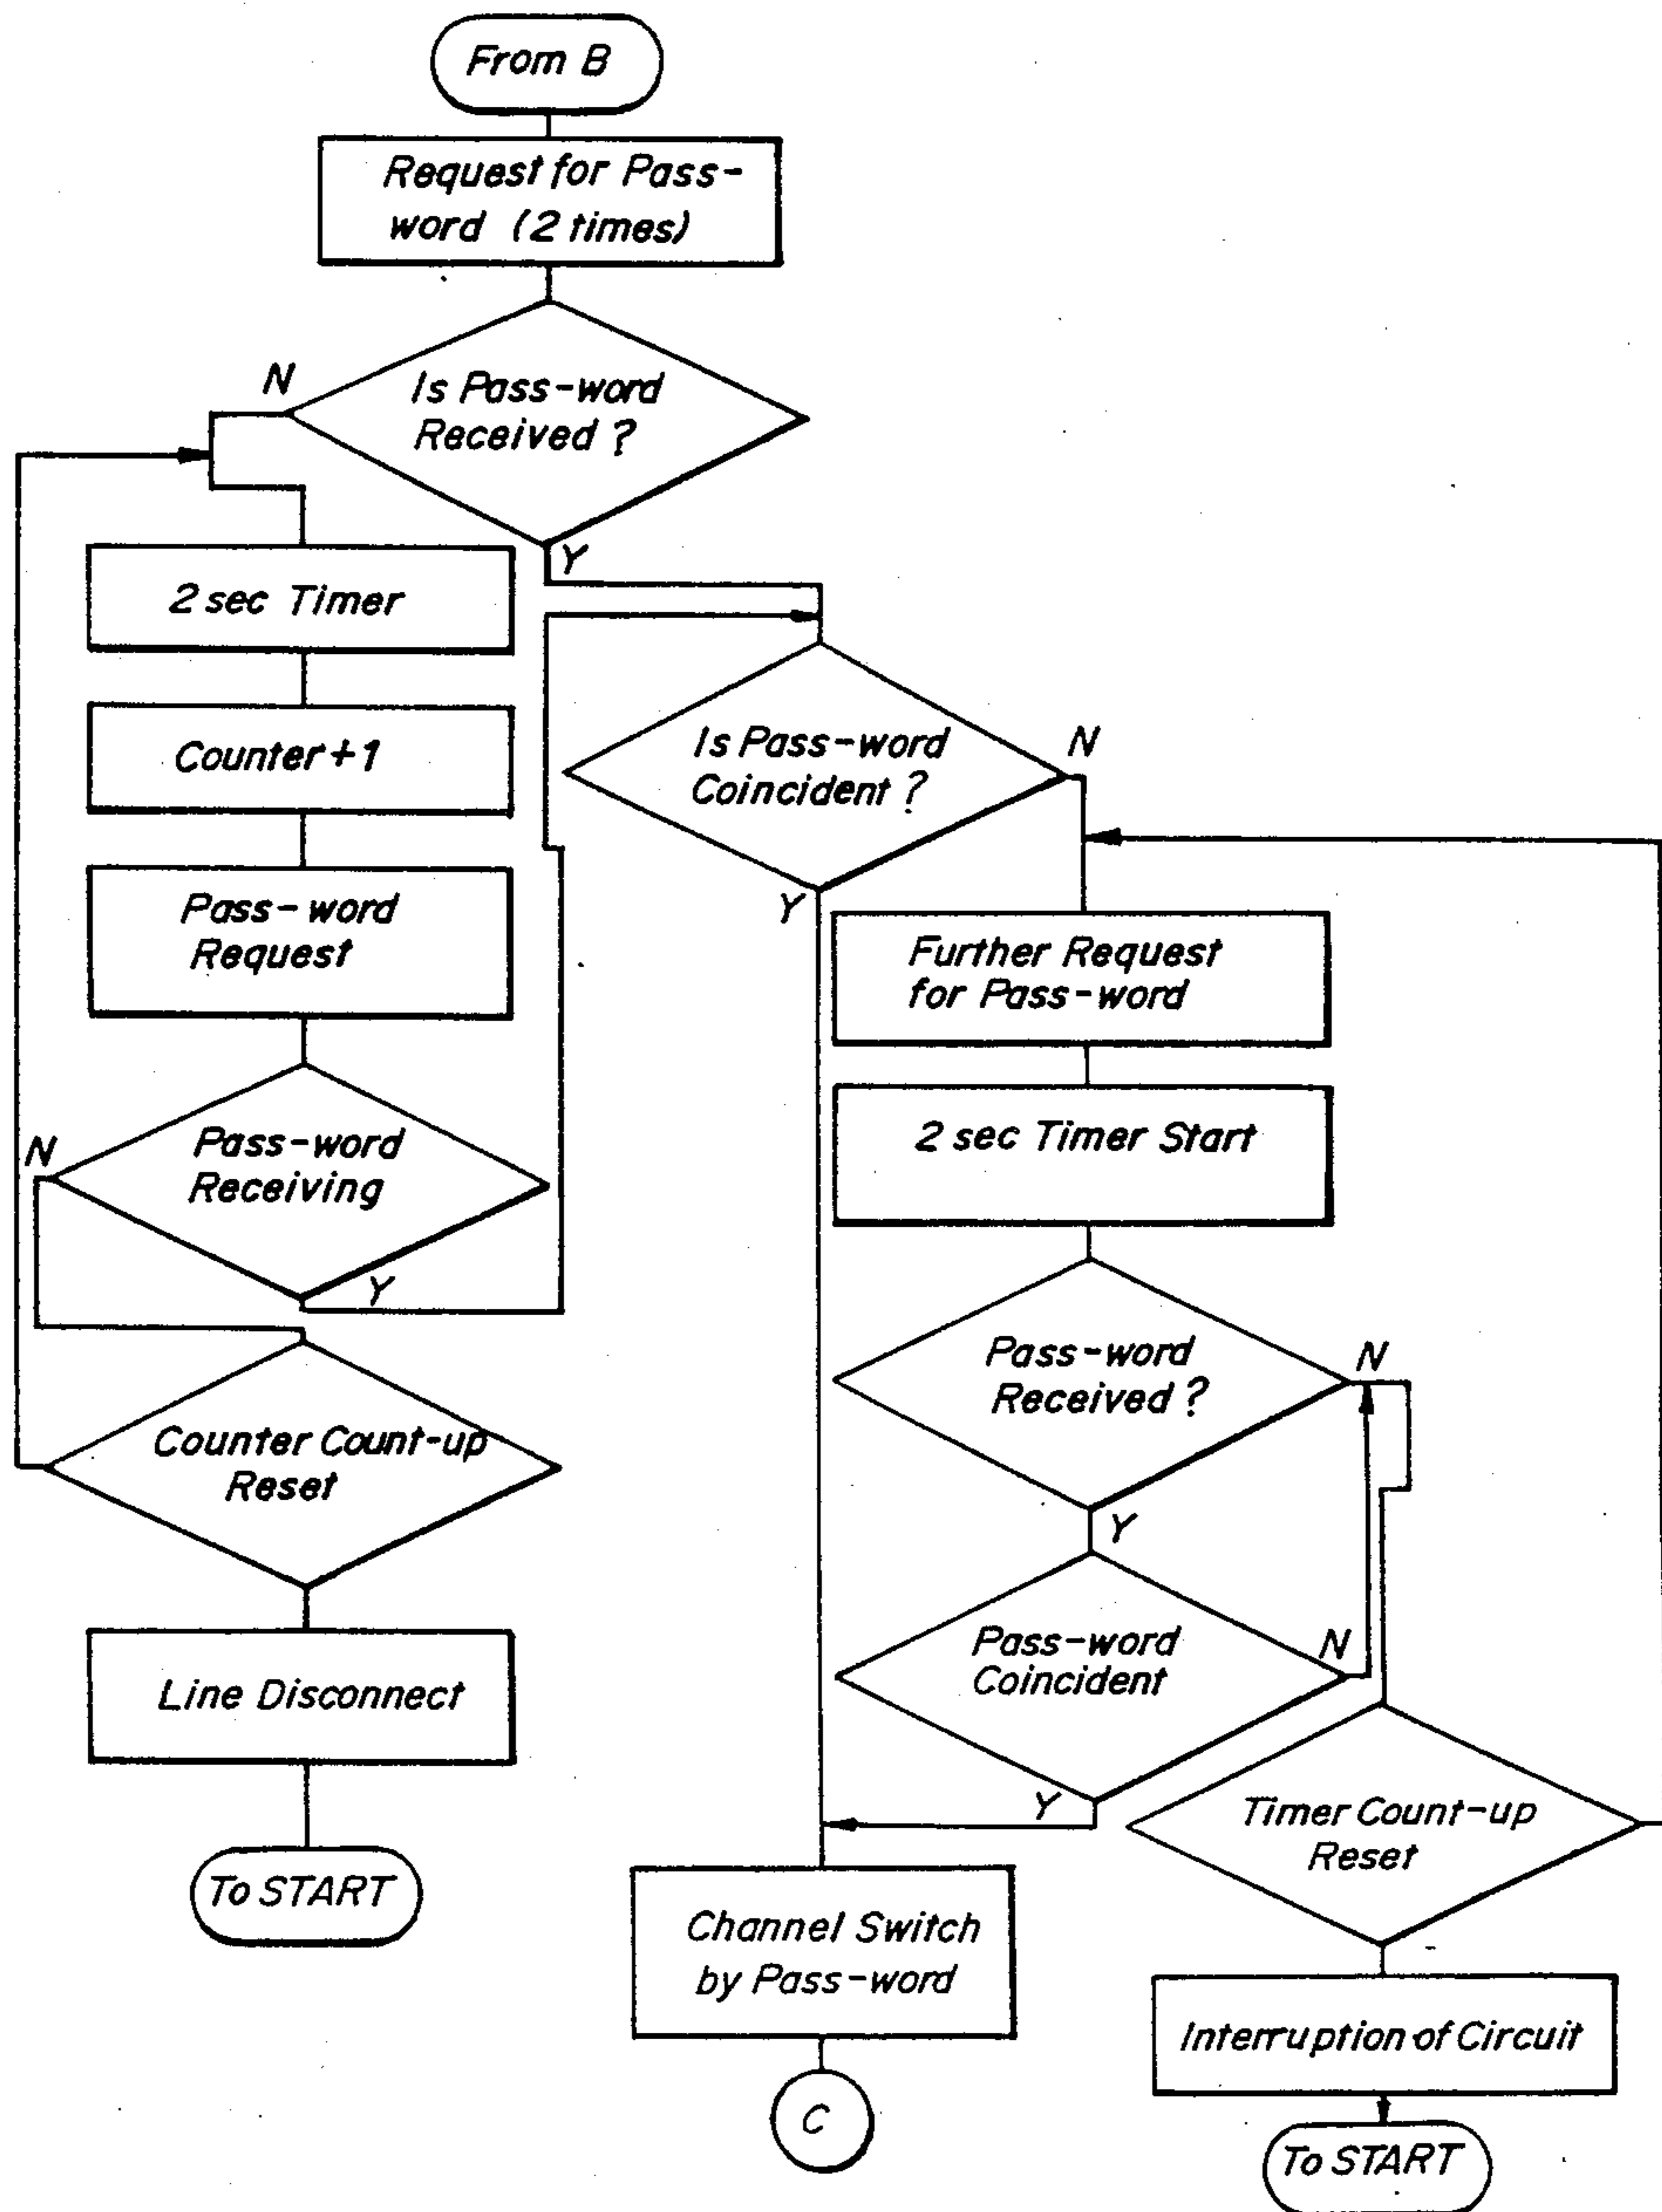 From B
Request for Pass-
word (2 times)
Is Pass-word
Received ?
N
Y
2 sec Timer
Counter +1
Pass-word
Request
Pass-word
Receiving
N
Y
Counter Count-up
Reset
Line Disconnect
To START
Is Pass-word
Coincident ?
N
Y
Further Request
for Pass-word
2 sec Timer Start
Pass-word
Received ?
N
Y
Pass-word
Coincident
N
Y
Timer Count-up
Reset
Channel Switch
by Pass-word
C
Interruption of Circuit
To START